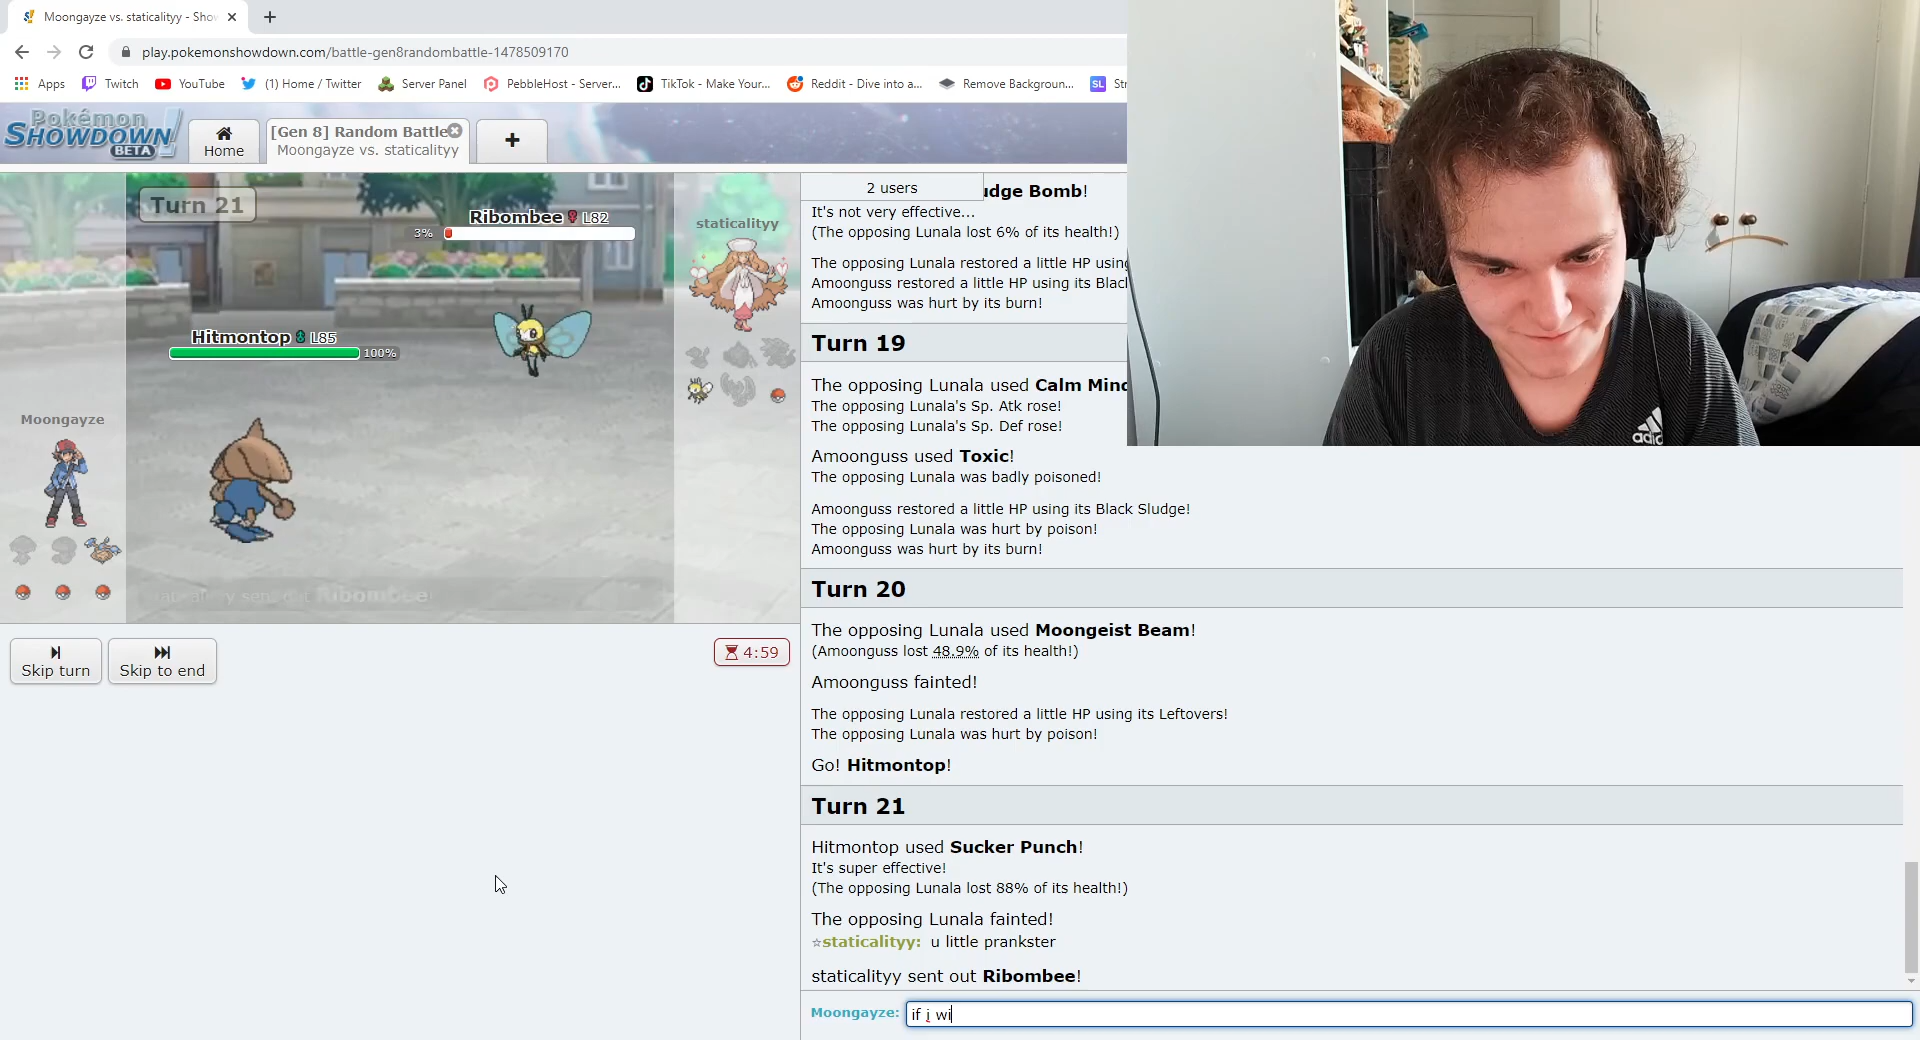 Moongayze vs. staticalityy - Sho
play.pokemonshowdown.com/battle-gen8randombattle-1478509170
Apps Twitch YouTube (1) Home / Twitter Server Panel PebbleHost - Server... TikTok - Make Your... Reddit - Dive into a... Remove Backgroun... SL Str
Pokémon
SHOWDOWN!
BETA
Home
[Gen 8] Random Battle
Moongayze vs. staticalityy
+
Turn 21
Ribombee L82
3%
Hitmontop L85
100%
staticalityy
Moongayze
sent out Ribombee!
Skip turn
Skip to end
4:59
2 users
udge Bomb!
It's not very effective...
(The opposing Lunala lost 6% of its health!)
The opposing Lunala restored a little HP using
Amoonguss restored a little HP using its Blac
Amoonguss was hurt by its burn!
Turn 19
The opposing Lunala used Calm Mind
The opposing Lunala's Sp. Atk rose!
The opposing Lunala's Sp. Def rose!
Amoonguss used Toxic!
The opposing Lunala was badly poisoned!
Amoonguss restored a little HP using its Black Sludge!
The opposing Lunala was hurt by poison!
Amoonguss was hurt by its burn!
Turn 20
The opposing Lunala used Moongeist Beam!
(Amoonguss lost 48.9% of its health!)
Amoonguss fainted!
The opposing Lunala restored a little HP using its Leftovers!
The opposing Lunala was hurt by poison!
Go! Hitmontop!
Turn 21
Hitmontop used Sucker Punch!
It's super effective!
(The opposing Lunala lost 88% of its health!)
The opposing Lunala fainted!
☆staticalityy: u little prankster
staticalityy sent out Ribombee!
Moongayze: if i wi
adid